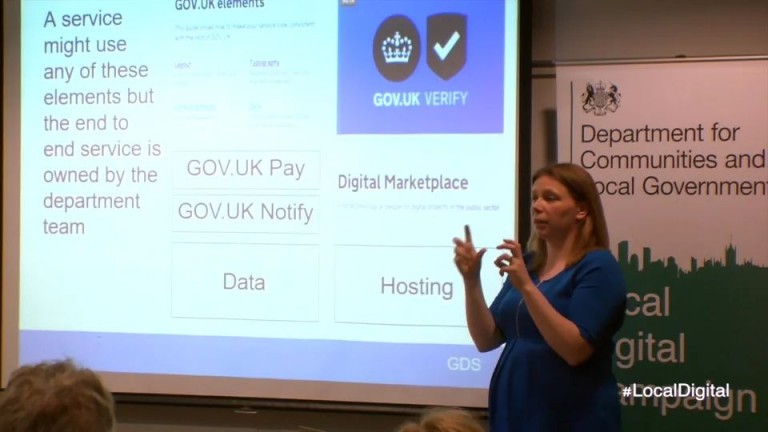 A service
might use
any of these
elements but
the end to
end service is
owned by the
department
team
GOV.UK elements
GOV.UK VERIFY
GOV.UK Pay
GOV.UK Notify
Digital Marketplace
Data
Hosting
GDS
Department for
Communities and
Local Government
ocal
igital
mpaign
#LocalDigital